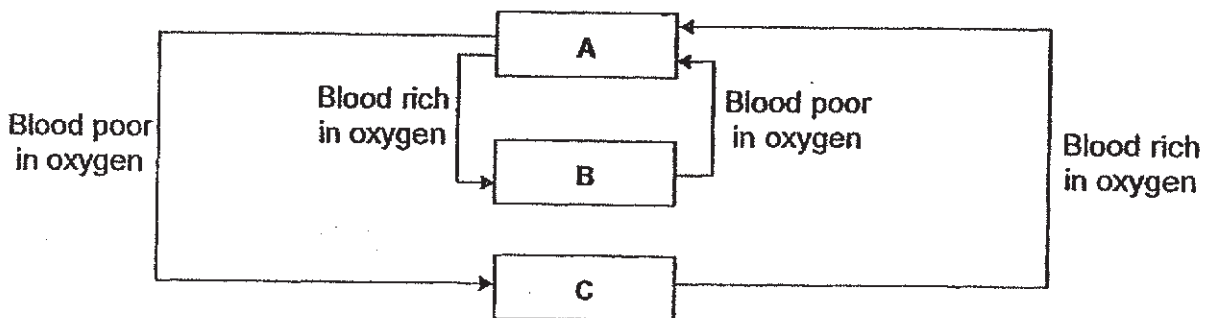 A
Blood rich
in oxygen
Blood poor
in oxygen
Blood poor
in oxygen
Blood rich
in oxygen
B
C